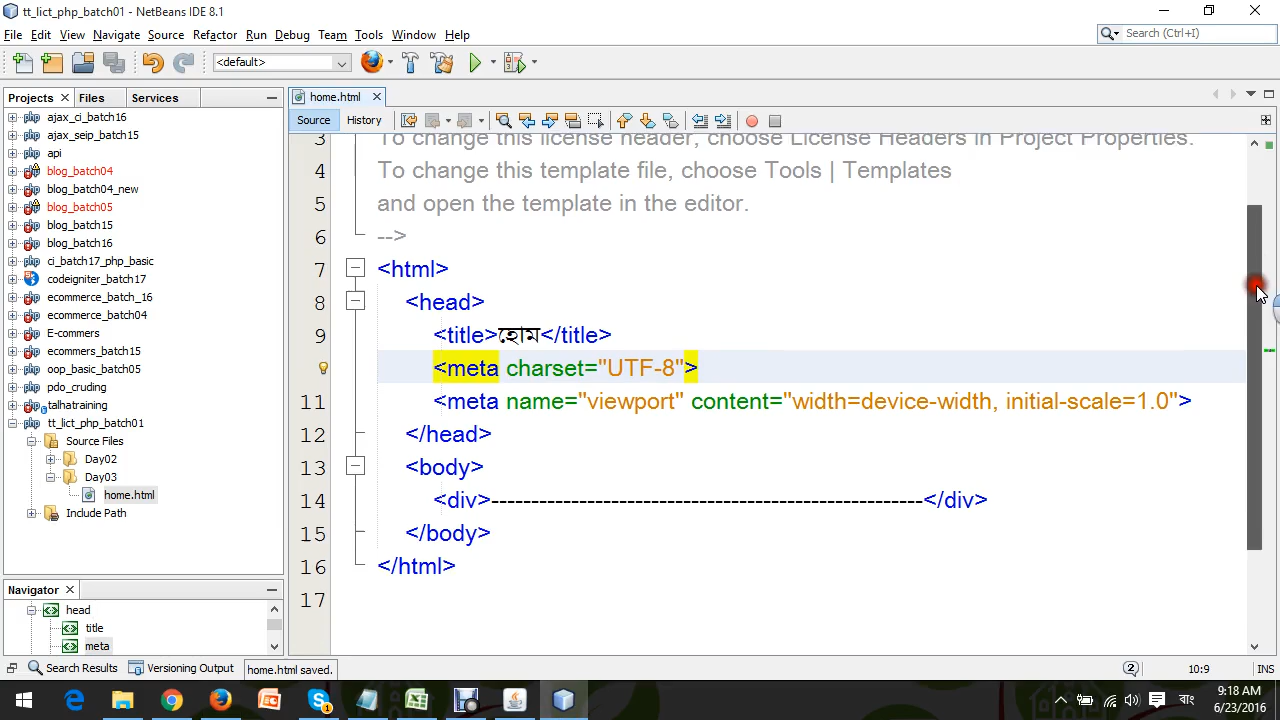 tt_lict_php_batch01 - NetBeans IDE 8.1
File Edit View Navigate Source Refactor Run Debug Team Tools Window Help
Search (Ctrl+I)
<default>
Projects Files Services
home.html
Source History
ajax_ci_batch16
ajax_seip_batch15
api
blog_batch04
blog_batch04_new
blog_batch05
blog_batch15
blog_batch16
ci_batch17_php_basic
codeigniter_batch17
ecommerce_batch_16
ecommerce_batch04
E-commers
ecommers_batch15
oop_basic_batch05
pdo_cruding
talhatraining
tt_lict_php_batch01
Source Files
Day02
Day03
home.html
Include Path
Navigator
head
title
meta
3 To change this license header, choose License Headers in Project Properties.
4 To change this template file, choose Tools | Templates
5 and open the template in the editor.
6 -->
7 <html>
8 <head>
9 <title>হোম</title>
<meta charset="UTF-8">
11 <meta name="viewport" content="width=device-width, initial-scale=1.0">
12 </head>
13 <body>
14 <div>------------------------------------------------------</div>
15 </body>
16 </html>
17
Search Results Versioning Output home.html saved.
2 10:9 INS
বাং
9:18 AM
6/23/2016